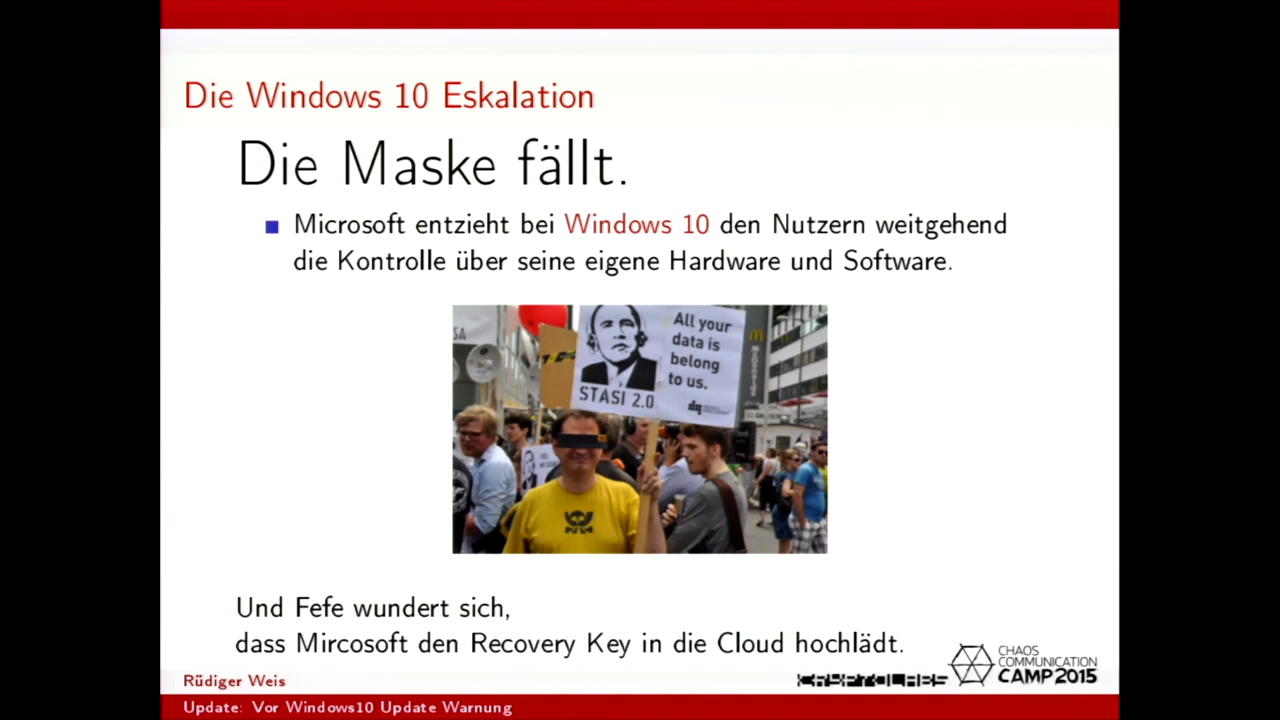 Die Windows 10 Eskalation
Die Maske fällt.
Microsoft entzieht bei Windows 10 den Nutzern weitgehend
die Kontrolle über seine eigene Hardware und Software.
SA
All your
data is
belong
to us.
STASI 2.0
Und Fefe wundert sich,
dass Mircosoft den Recovery Key in die Cloud hochlädt.
CHAOS
COMMUNICATION
CAMP 2015
Rüdiger Weis
CRYPTOLABS
Update: Vor Windows10 Update Warnung